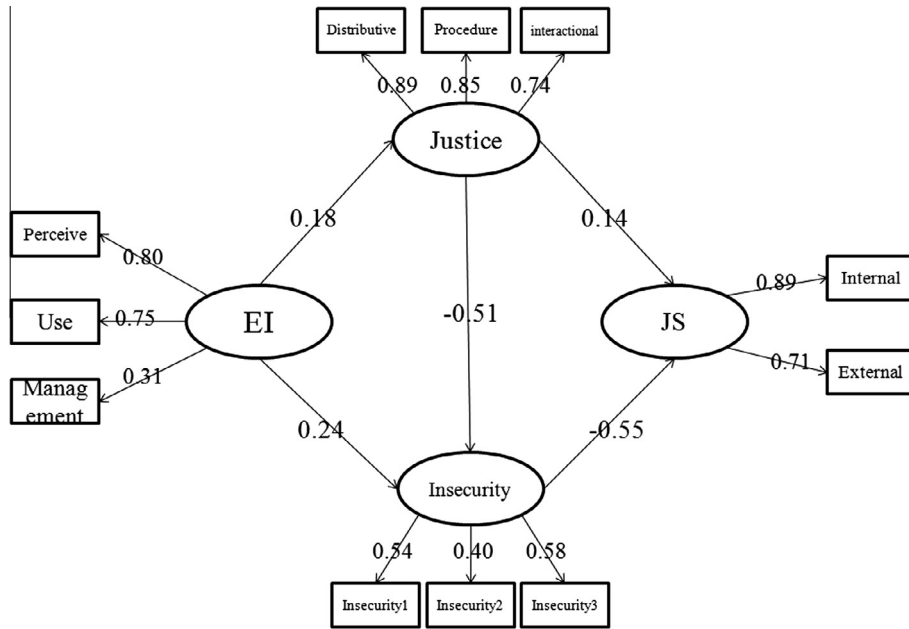 Distributive
Procedure
interactional
0.89
0.85
0.74
Justice
0.18
0.14
Perceive
0.80
Internal
0.89
Use
0.75
EI
-0.51
JS
0.71
External
0.31
Manag
ement
0.24
-0.55
Insecurity
0.54
0.40
0.58
Insecurity1
Insecurity2
Insecurity3